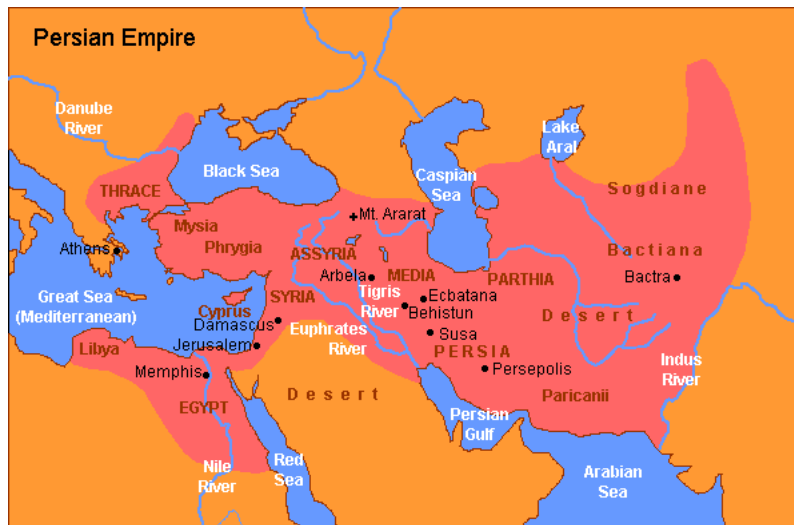 Persian Empire
Danube
River
Black Sea
Caspian
Sea
Lake
Aral
Sogdiane
THRACE
Mysia
Phrygia
Mt. Ararat
Athens
ASSYRIA
Arbela
MEDIA
PARTHIA
Bactiana
Bactra
Great Sea
(Mediterranean)
Cyprus
SYRIA
Tigris
River
Ecbatana
Behistun
Desert
Damascus
Jerusalem
Euphrates
River
Susa
PERSIA
Libya
Memphis
Persepolis
Indus
River
EGYPT
Desert
Paricanii
Persian
Gulf
Nile
River
Red
Sea
Arabian
Sea